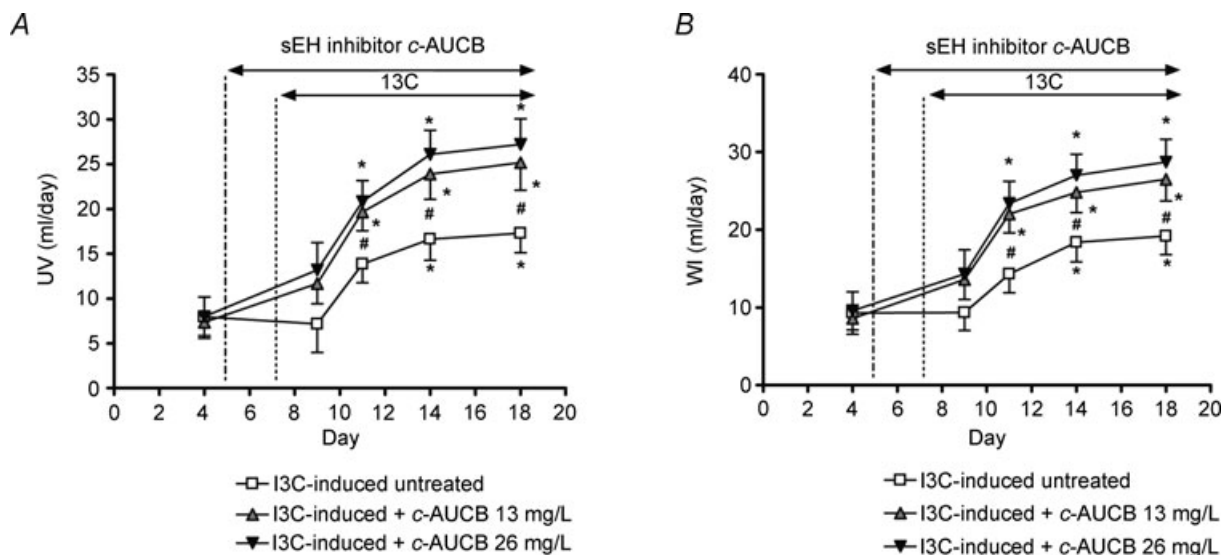 A
sEH inhibitor c-AUCB
13C
UV (ml/day)
35
30
25
20
15
10
5
0
* * * * * * # # # * *
0 2 4 6 8 10 12 14 16 18 20
Day
I3C-induced untreated
I3C-induced + c-AUCB 13 mg/L
I3C-induced + c-AUCB 26 mg/L
B
sEH inhibitor c-AUCB
13C
WI (ml/day)
40
30
20
10
0
* * * * * * # # # * *
0 2 4 6 8 10 12 14 16 18 20
Day
I3C-induced untreated
I3C-induced + c-AUCB 13 mg/L
I3C-induced + c-AUCB 26 mg/L